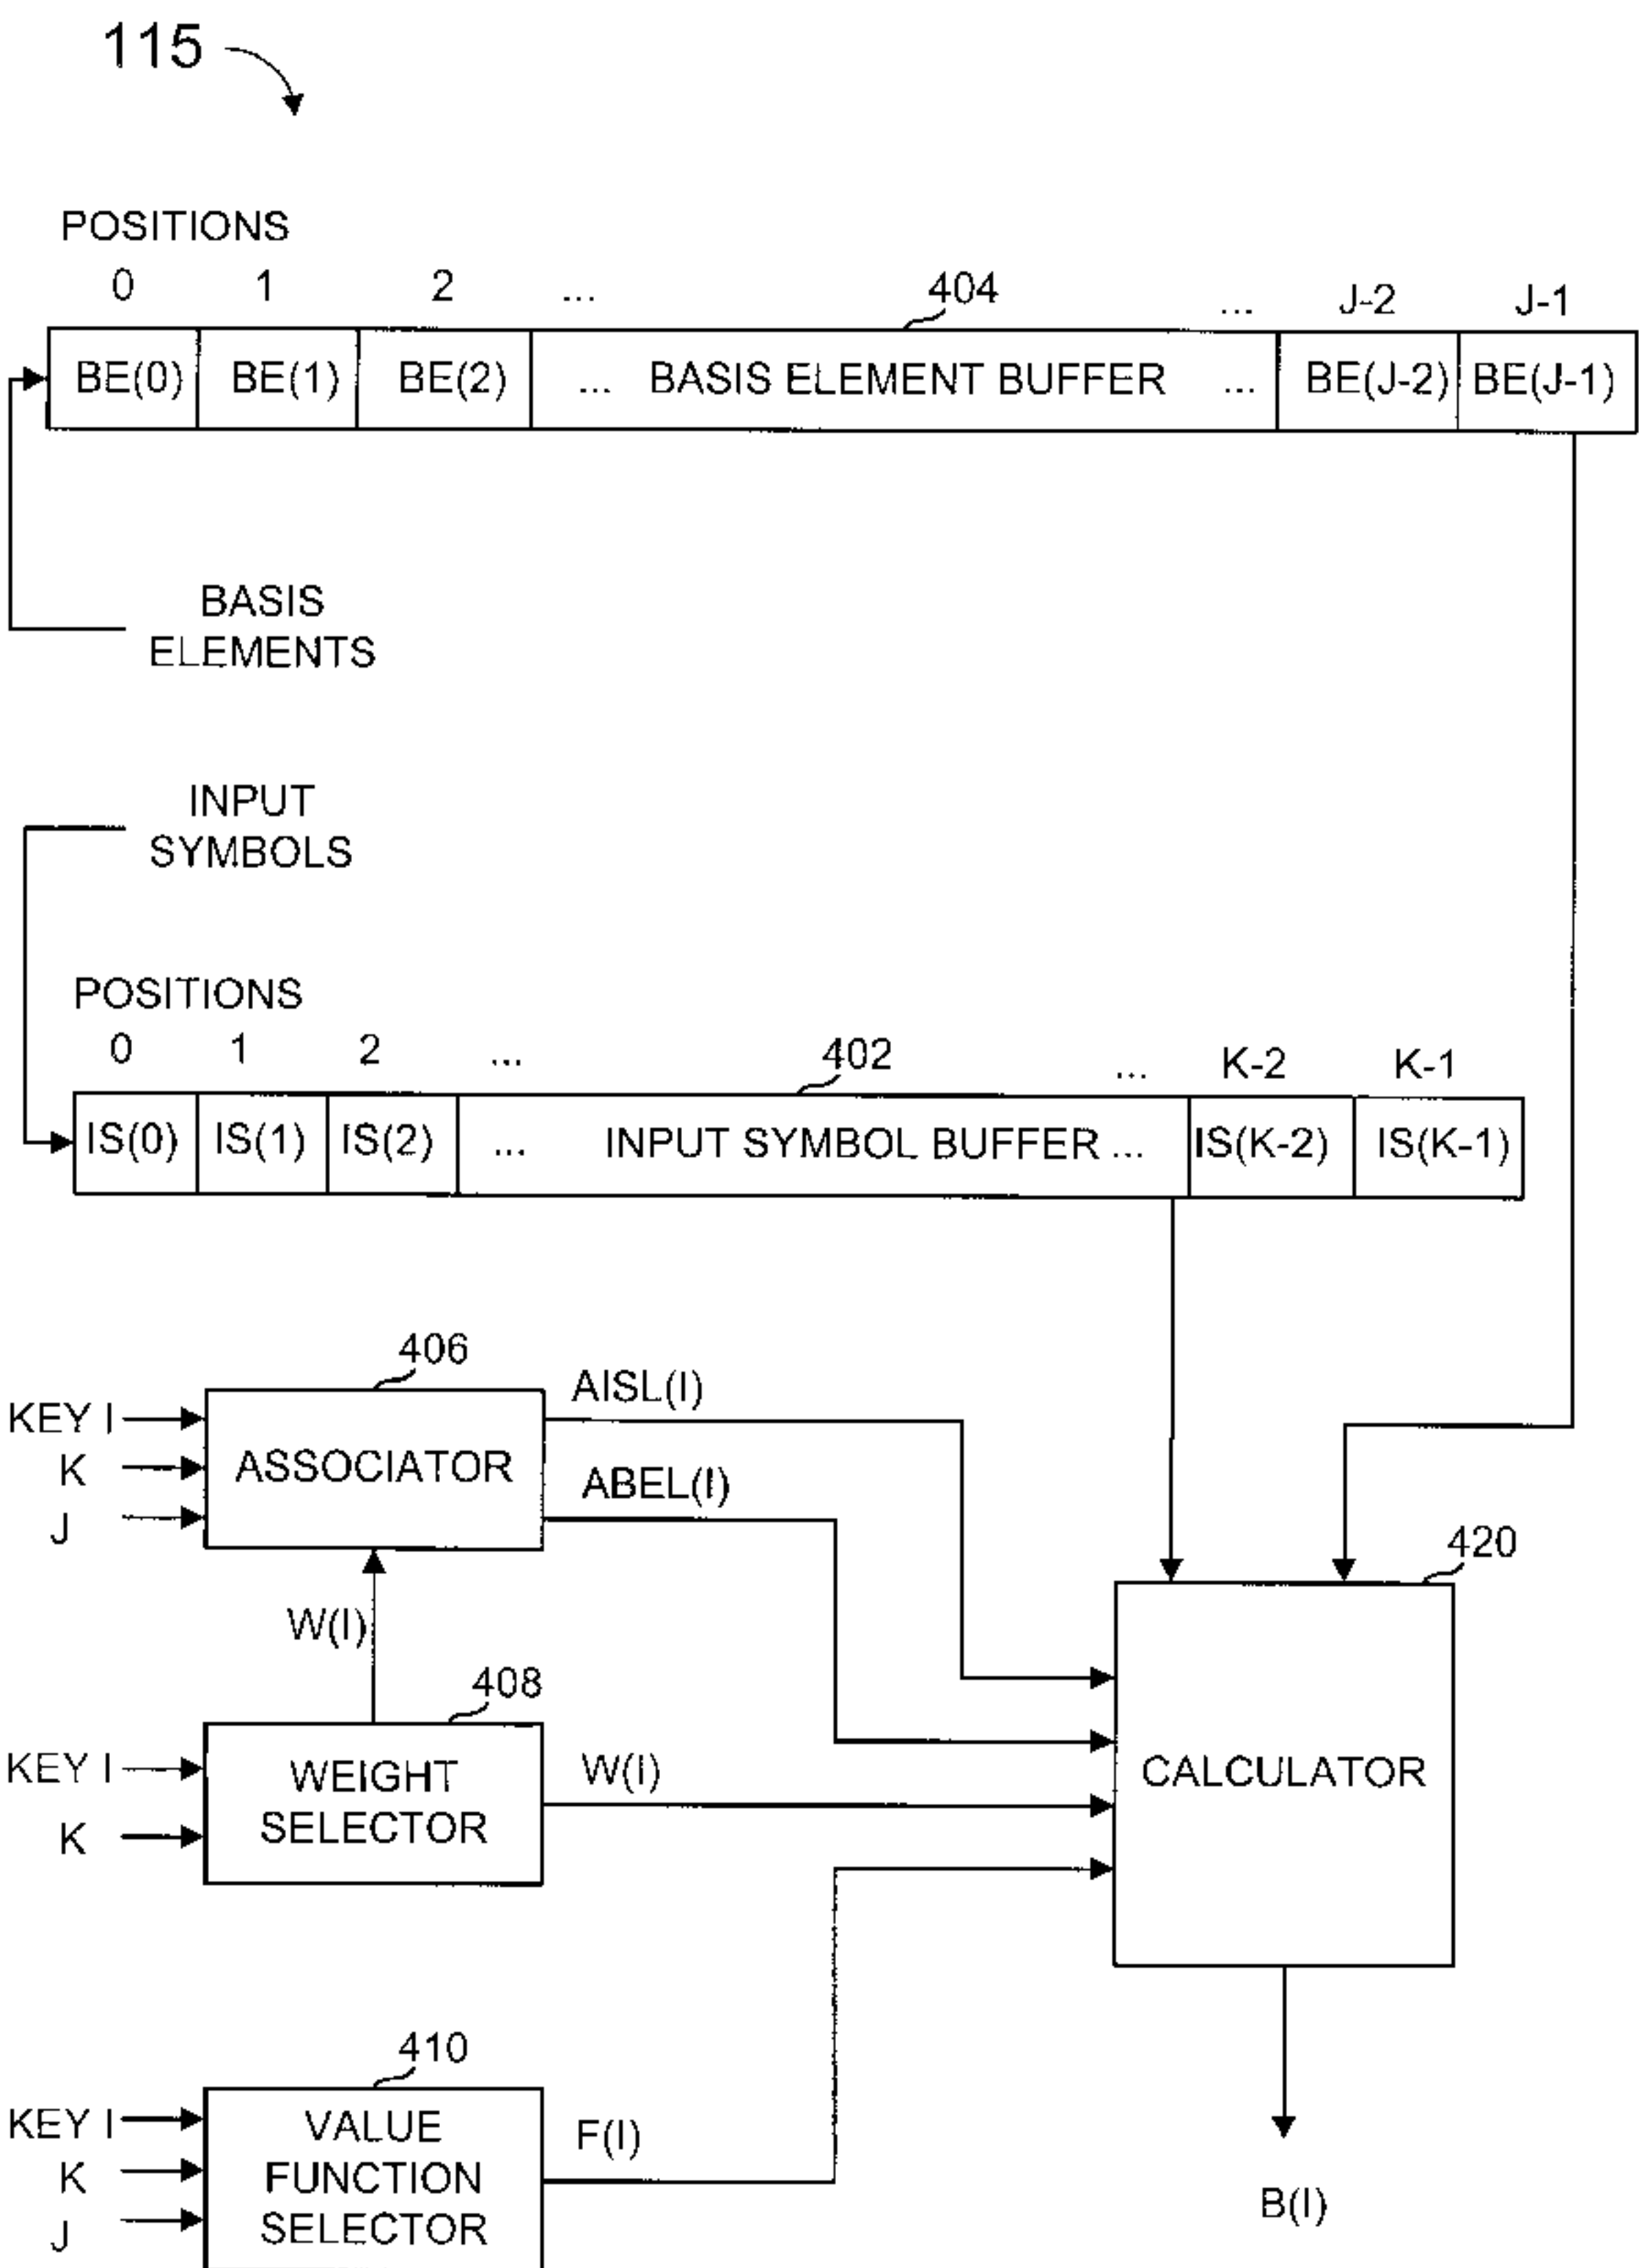 115
POSITIONS
0 1 2 ... 404 ... J-2 J-1
BE(0) BE(1) BE(2) ... BASIS ELEMENT BUFFER ... BE(J-2) BE(J-1)
BASIS
ELEMENTS
INPUT
SYMBOLS
POSITIONS
0 1 2 ... 402 ... K-2 K-1
IS(0) IS(1) IS(2) ... INPUT SYMBOL BUFFER ... IS(K-2) IS(K-1)
406
KEY I
K
J
ASSOCIATOR
AISL(I)
ABEL(I)
W(I)
408
KEY I
K
WEIGHT
SELECTOR
W(I)
420
CALCULATOR
410
KEY I
K
J
VALUE
FUNCTION
SELECTOR
F(I)
B(I)